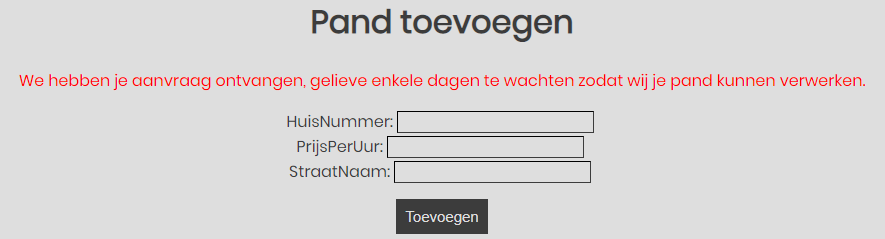 Pand toevoegen
We hebben je aanvraag ontvangen, gelieve enkele dagen te wachten zodat wij je pand kunnen verwerken.
HuisNummer:
PrijsPerUur:
StraatNaam:
Toevoegen